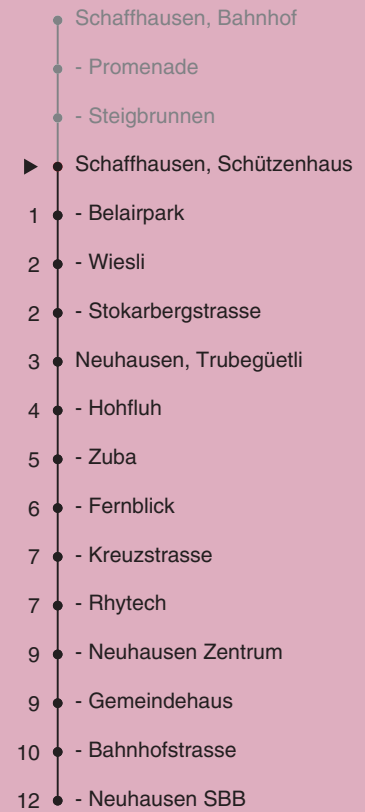 Schaffhausen, Bahnhof
- Promenade
- Steigbrunnen
Schaffhausen, Schützenhaus
1 - Belairpark
2 - Wiesli
2 - Stokarbergstrasse
3 Neuhausen, Trubegüetli
4 - Hohfluh
5 - Zuba
6 - Fernblick
7 - Kreuzstrasse
7 - Rhytech
9 - Neuhausen Zentrum
9 - Gemeindehaus
10 - Bahnhofstrasse
12 - Neuhausen SBB